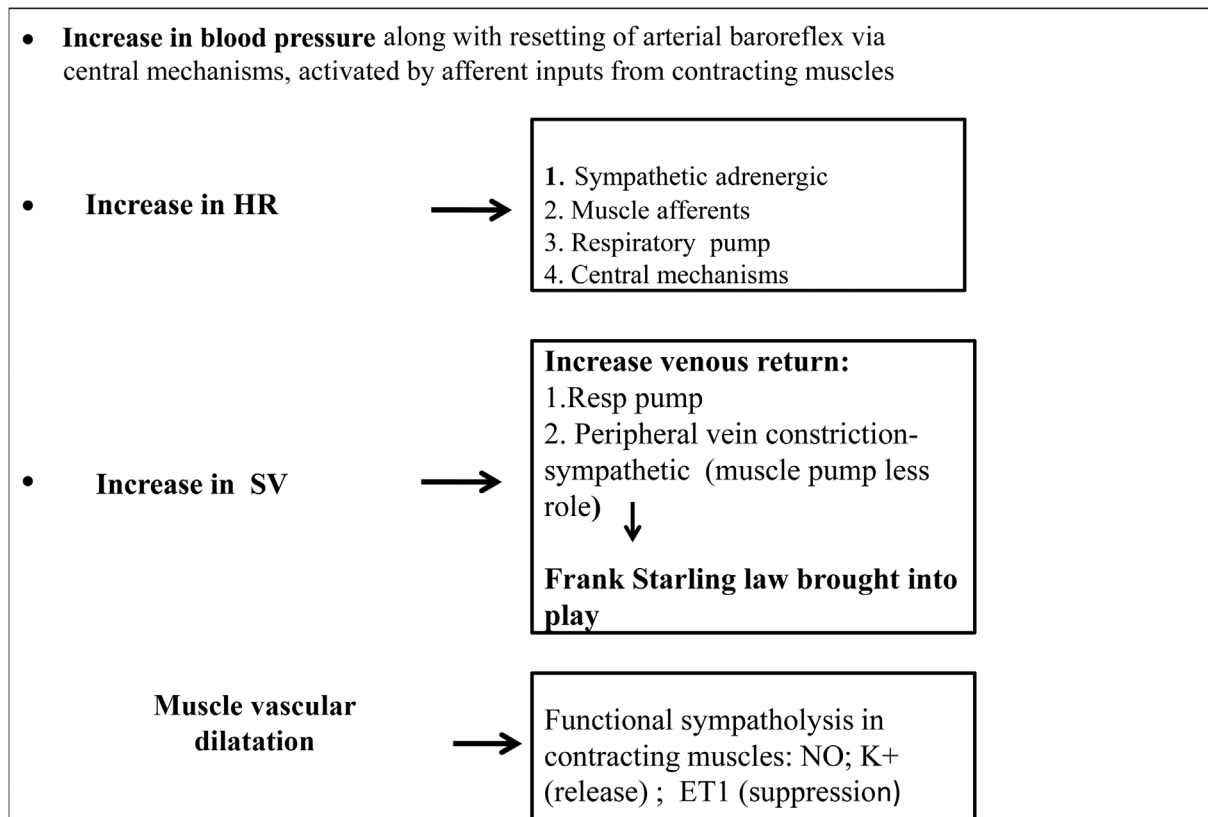 • Increase in blood pressure along with resetting of arterial baroreflex via
central mechanisms, activated by afferent inputs from contracting muscles
• Increase in HR
1. Sympathetic adrenergic
2. Muscle afferents
3. Respiratory pump
4. Central mechanisms
• Increase in SV
Increase venous return:
1.Resp pump
2. Peripheral vein constriction-
sympathetic (muscle pump less
role)
Frank Starling law brought into
play
Muscle vascular
dilatation
Functional sympatholysis in
contracting muscles: NO; K+
(release) ; ET1 (suppression)